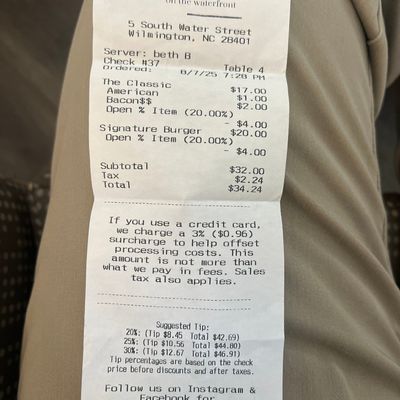 on the waterfront
5 South Water Street
Wilmington, NC 28401
Server: beth B
Check #37 Table 4
Ordered: 8/7/25 7:28 PM
The Classic $17.00
American $1.00
Bacon$$ $2.00
Open % Item (20.00%)
- $4.00
Signature Burger $20.00
Open % Item (20.00%)
- $4.00
Subtotal $32.00
Tax $2.24
Total $34.24
If you use a credit card,
we charge a 3% ($0.96)
surcharge to help offset
processing costs. This
amount is not more than
what we pay in fees. Sales
tax also applies.
Suggested Tip:
20%: (Tip $8.45 Total $42.69)
25%: (Tip $10.56 Total $44.80)
30%: (Tip $12.67 Total $46.91)
Tip percentages are based on the check
price before discounts and after taxes.
Follow us on Instagram &
Facebook for